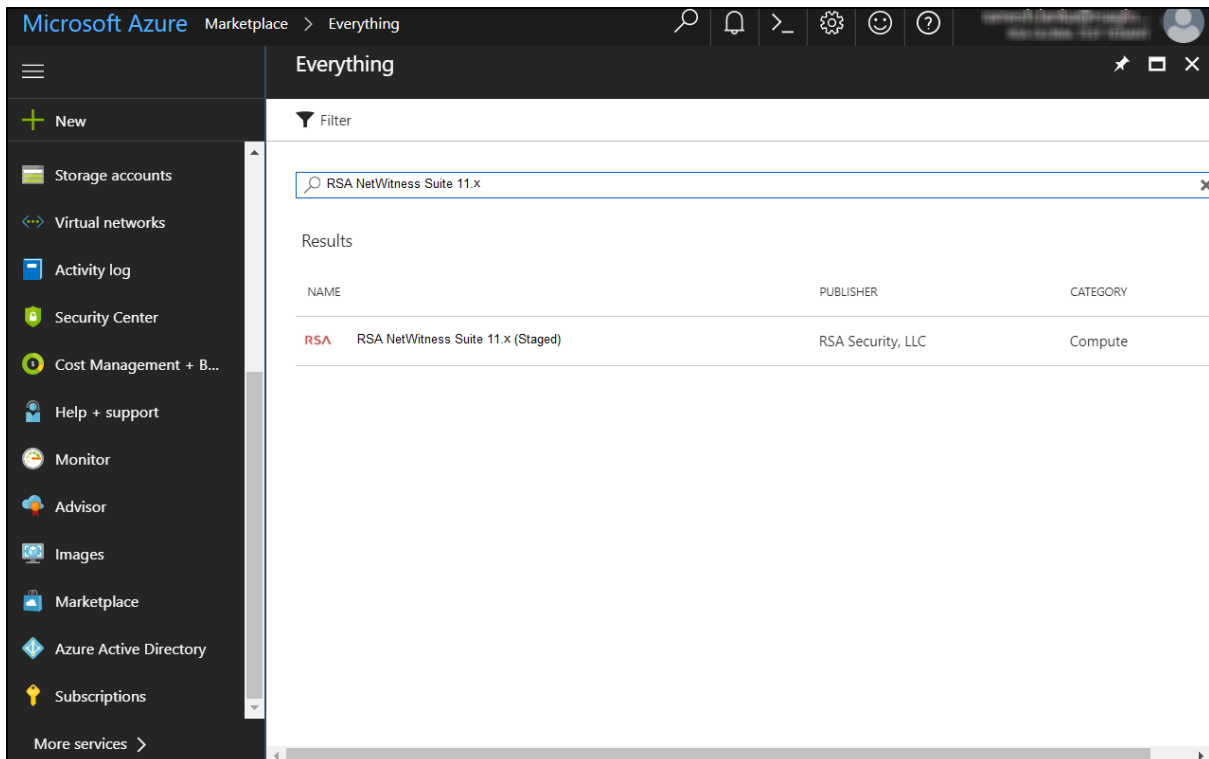 Microsoft Azure Marketplace > Everything
Everything
New
Filter
Storage accounts
RSA NetWitness Suite 11.x
Virtual networks
Results
Activity log
NAME PUBLISHER CATEGORY
Security Center
RSA RSA NetWitness Suite 11.x (Staged) RSA Security, LLC Compute
Cost Management + B...
Help + support
Monitor
Advisor
Images
Marketplace
Azure Active Directory
Subscriptions
More services >